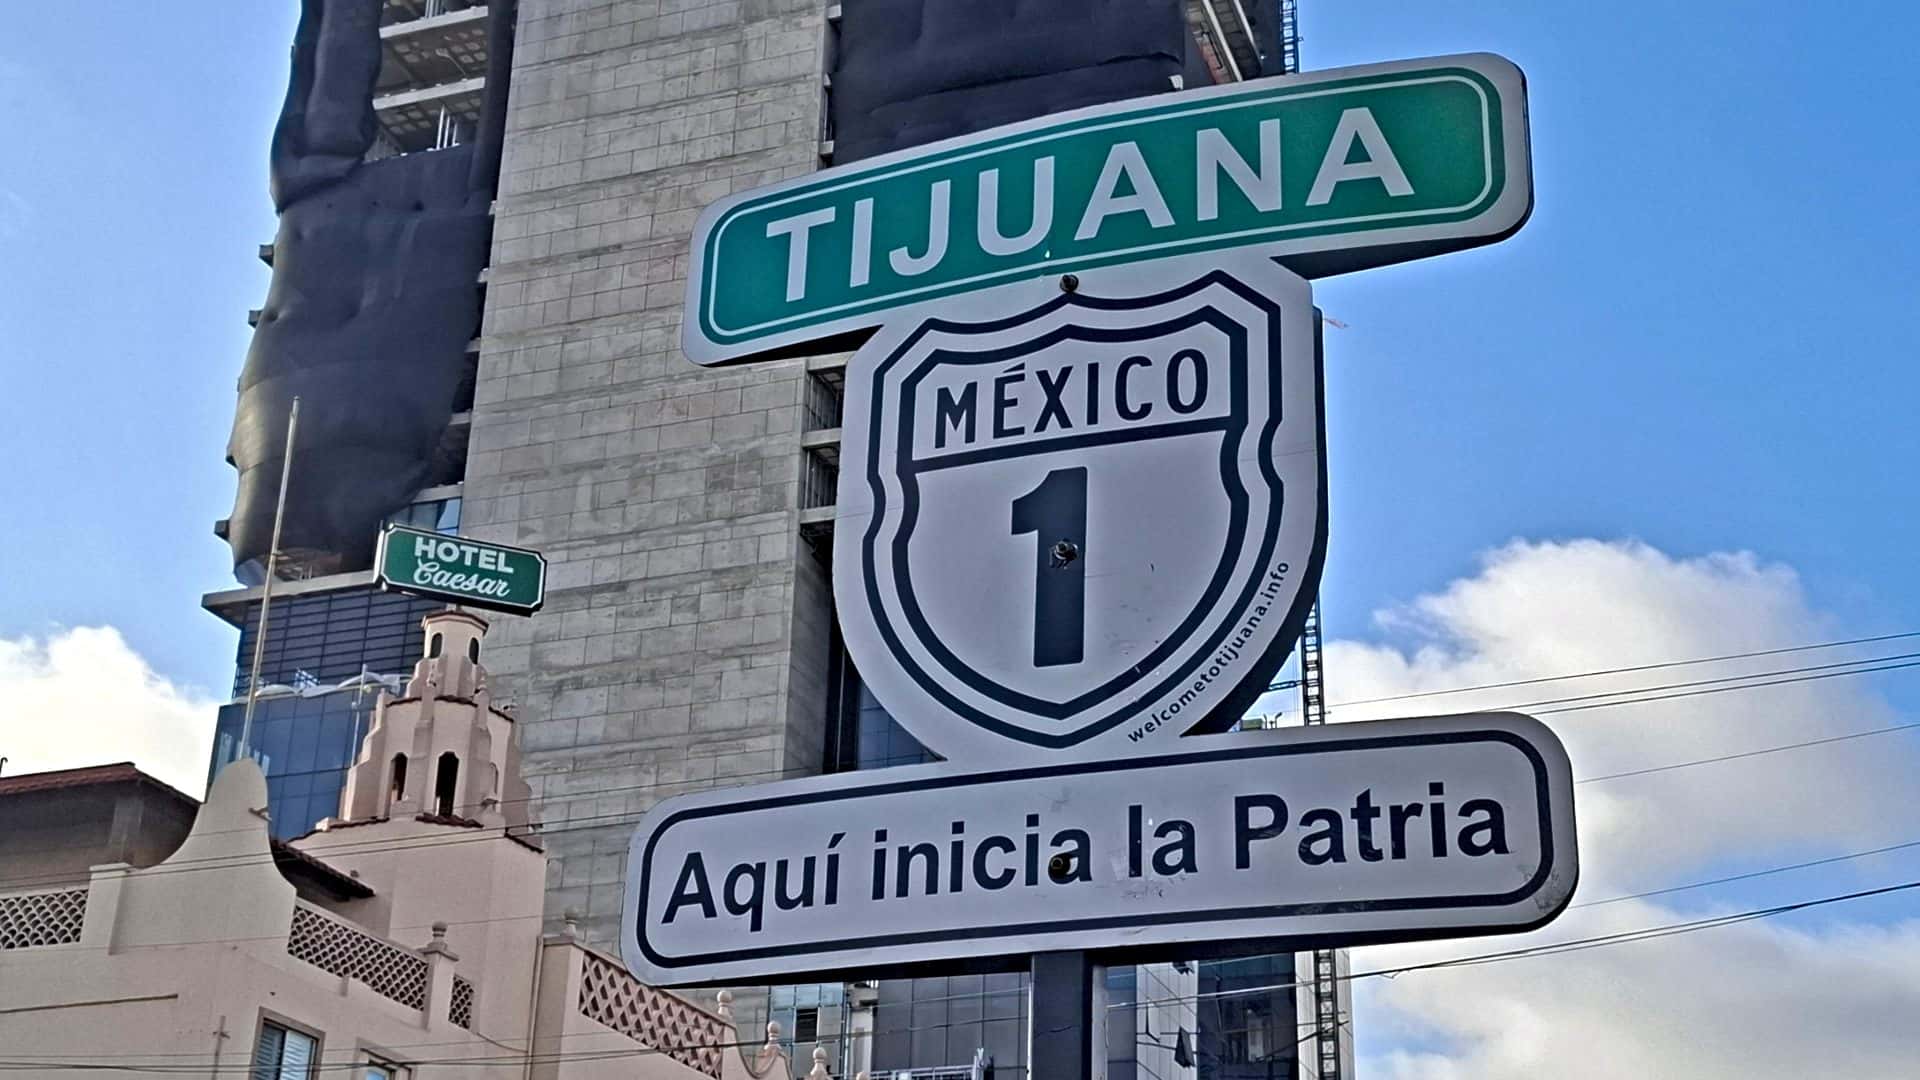 TIJUANA
MÉXICO
1
welcometotijuana.info
Aquí inicia la Patria
HOTEL
Caesar